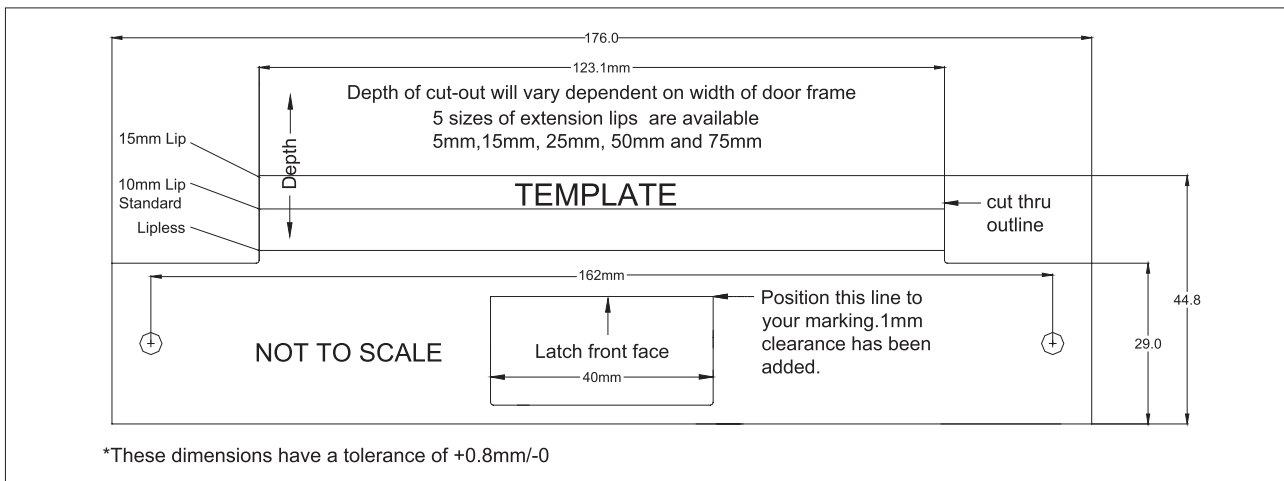 176.0
123.1mm
Depth of cut-out will vary dependent on width of door frame
5 sizes of extension lips are available
5mm,15mm, 25mm, 50mm and 75mm
15mm Lip
Depth
10mm Lip
Standard
TEMPLATE
cut thru
outline
Lipless
162mm
44.8
Position this line to
your marking.1mm
clearance has been
added.
29.0
NOT TO SCALE
Latch front face
40mm
*These dimensions have a tolerance of +0.8mm/-0